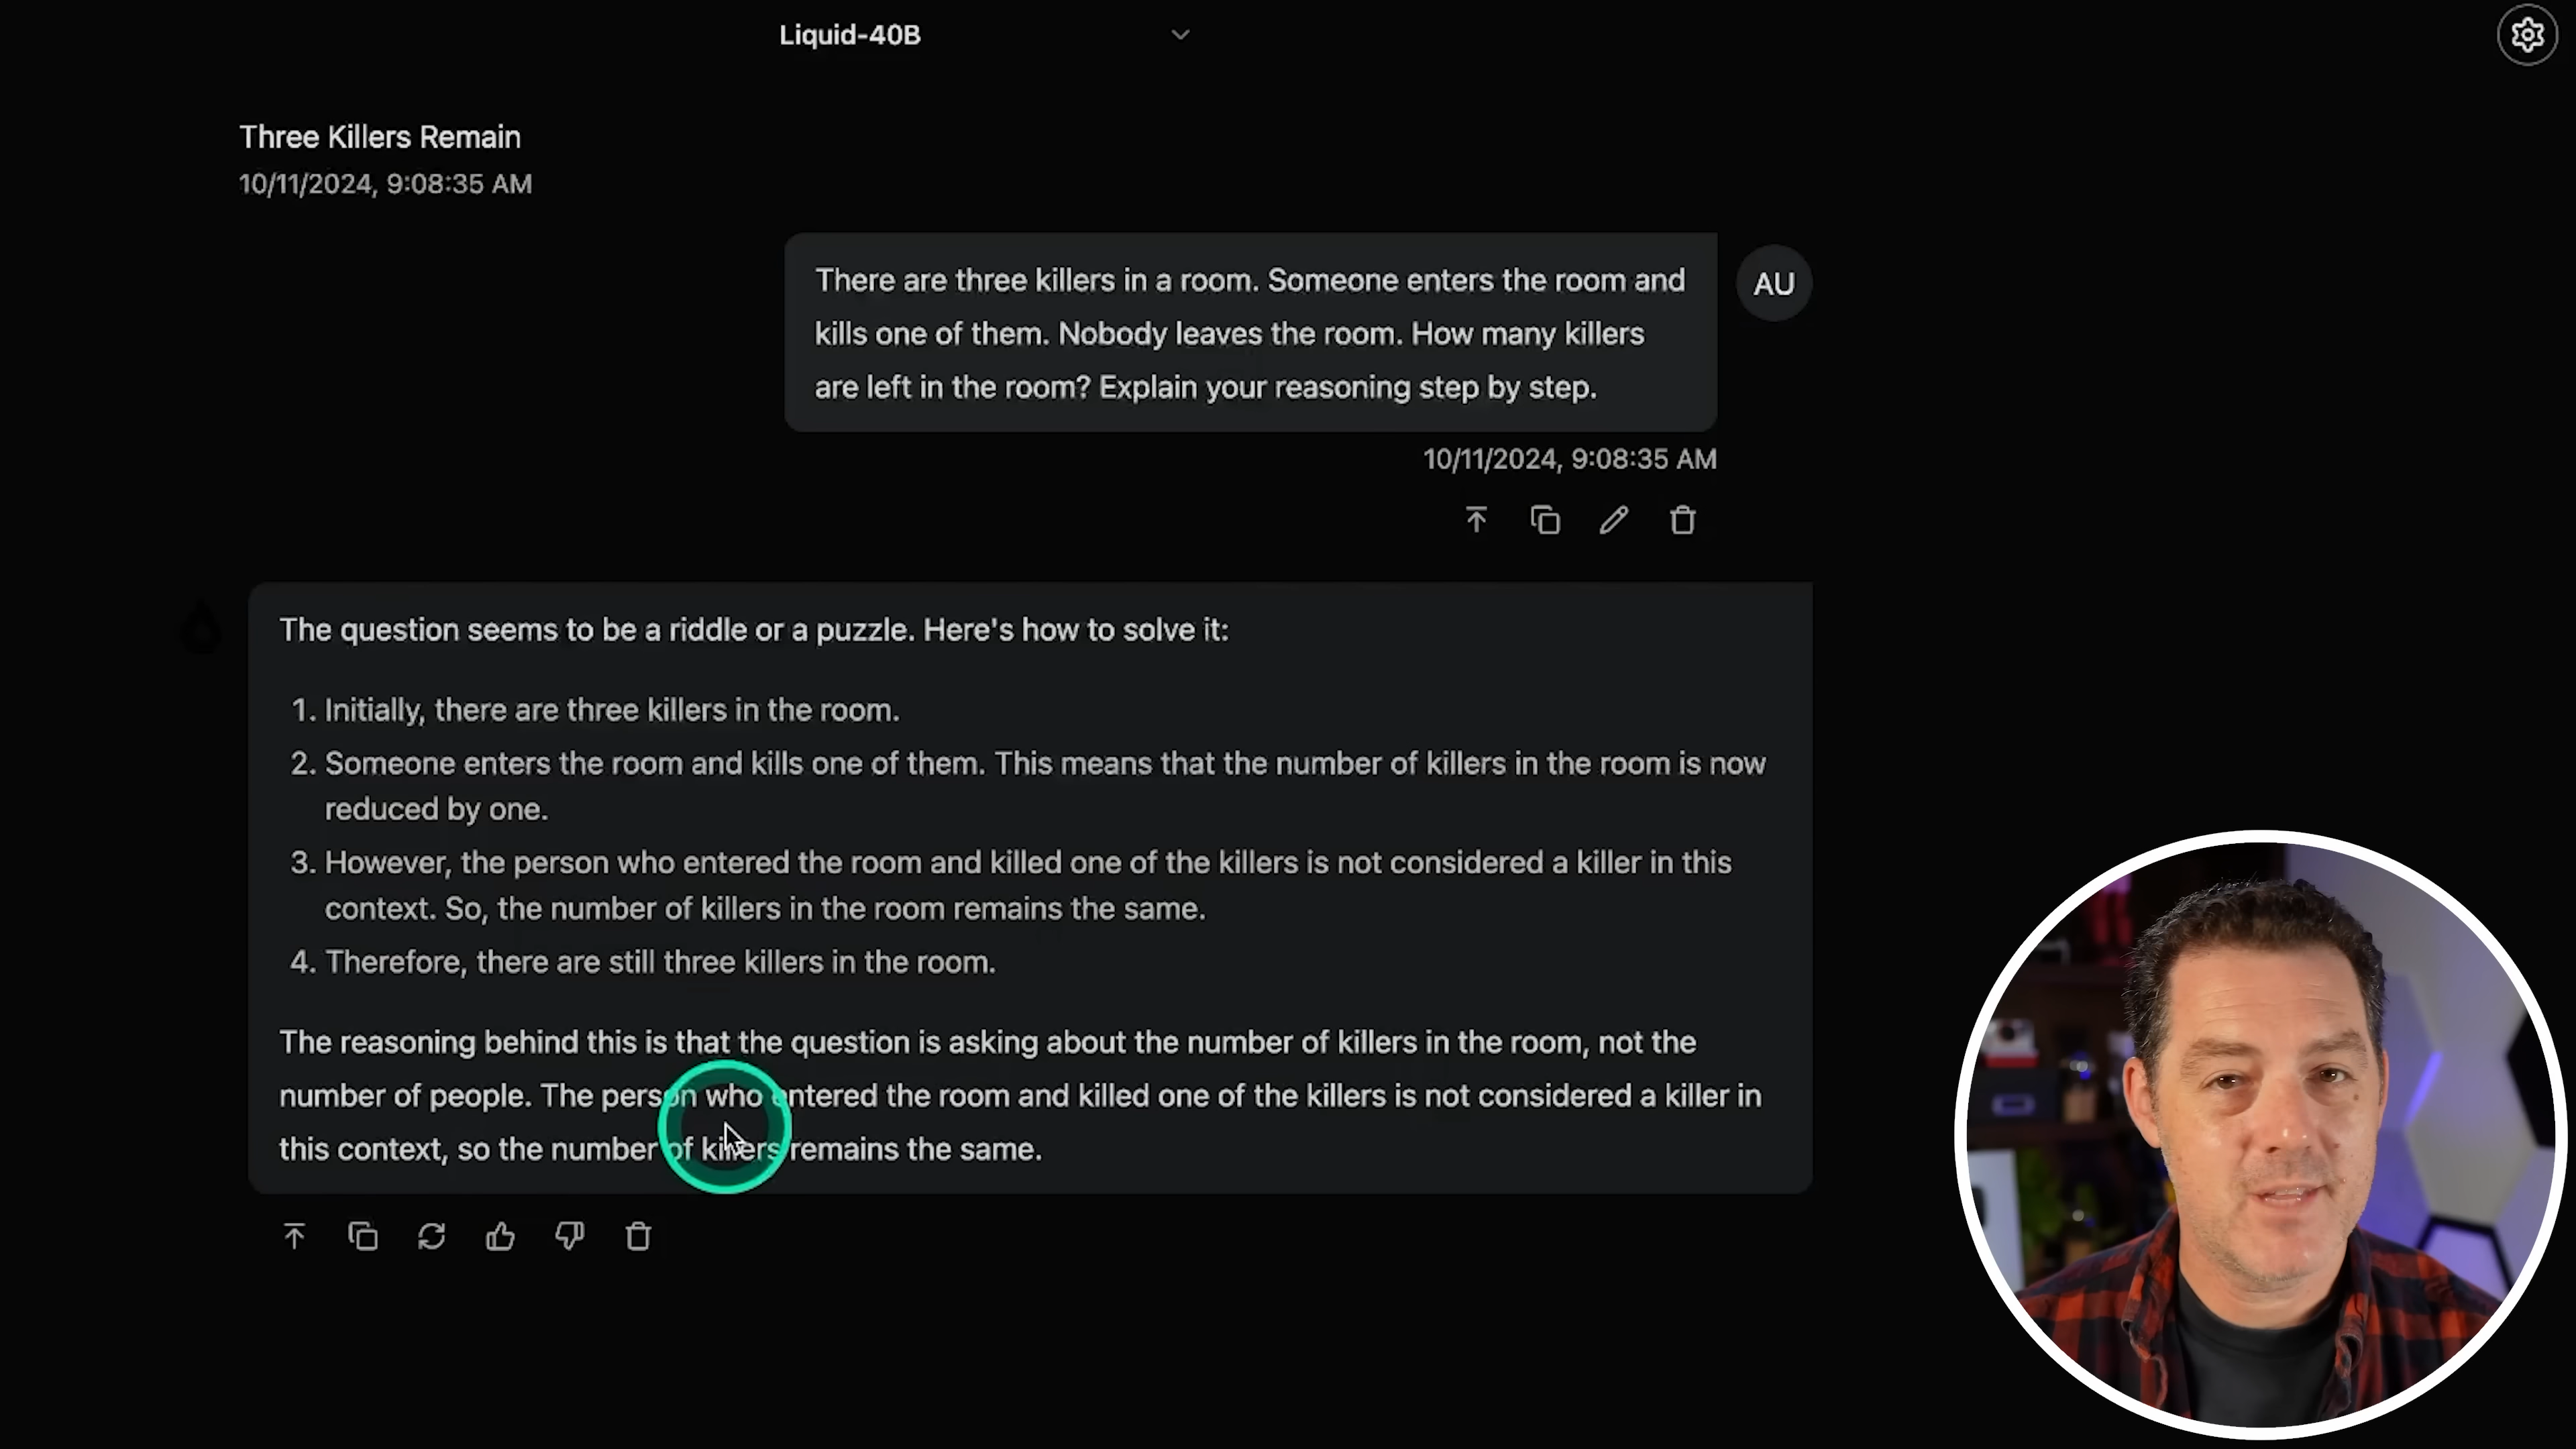 Liquid-40B
Three Killers Remain
10/11/2024, 9:08:35 AM
There are three killers in a room. Someone enters the room and
kills one of them. Nobody leaves the room. How many killers
are left in the room? Explain your reasoning step by step.
AU
10/11/2024, 9:08:35 AM
The question seems to be a riddle or a puzzle. Here's how to solve it:
1. Initially, there are three killers in the room.
2. Someone enters the room and kills one of them. This means that the number of killers in the room is now
reduced by one.
3. However, the person who entered the room and killed one of the killers is not considered a killer in this
context. So, the number of killers in the room remains the same.
4. Therefore, there are still three killers in the room.
The reasoning behind this is that the question is asking about the number of killers in the room, not the
number of people. The person who entered the room and killed one of the killers is not considered a killer in
this context, so the number of killers remains the same.